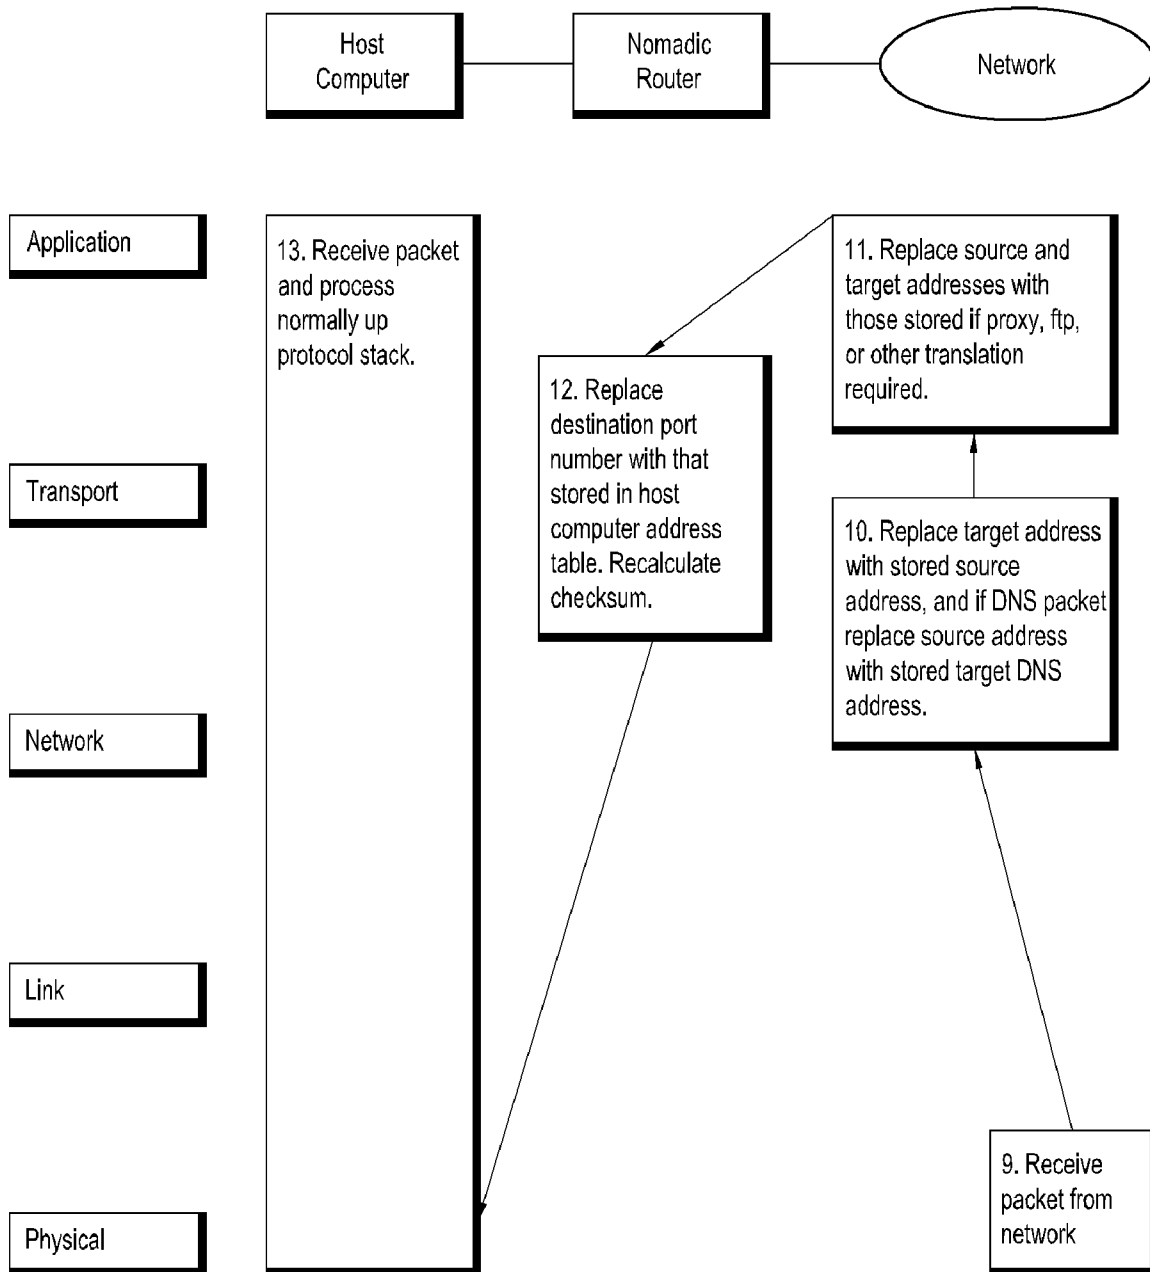 Host
Computer
Nomadic
Router
Network
Application
Transport
Network
Link
Physical
13. Receive packet
and process
normally up
protocol stack.
12. Replace
destination port
number with that
stored in host
computer address
table. Recalculate
checksum.
11. Replace source and
target addresses with
those stored if proxy, ftp,
or other translation
required.
10. Replace target address
with stored source
address, and if DNS packet
replace source address
with stored target DNS
address.
9. Receive
packet from
network